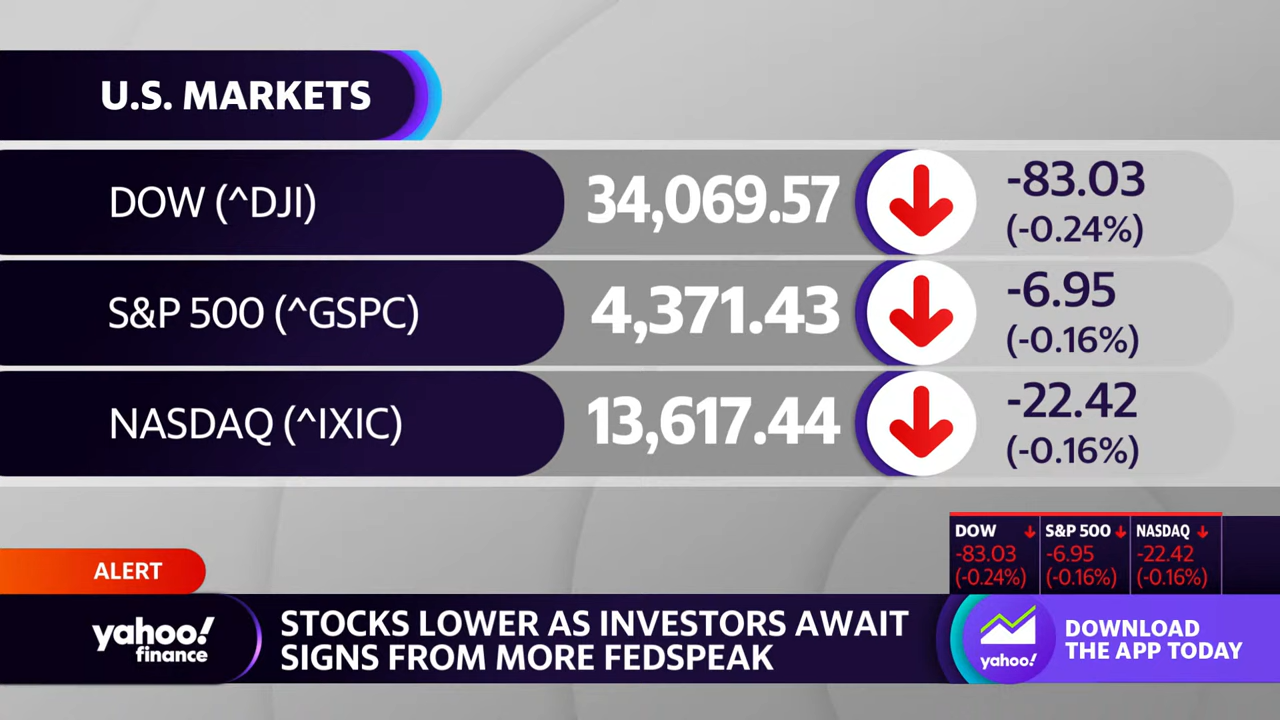 U.S. MARKETS
DOW (^DJI)
34,069.57
-83.03
(-0.24%)
S&P 500 (^GSPC)
4,371.43
-6.95
(-0.16%)
NASDAQ (^IXIC)
13,617.44
-22.42
(-0.16%)
DOW
-83.03
(-0.24%)
S&P 500
-6.95
(-0.16%)
NASDAQ
-22.42
(-0.16%)
ALERT
yahoo!
finance
STOCKS LOWER AS INVESTORS AWAIT
SIGNS FROM MORE FEDSPEAK
yahoo!
DOWNLOAD
THE APP TODAY